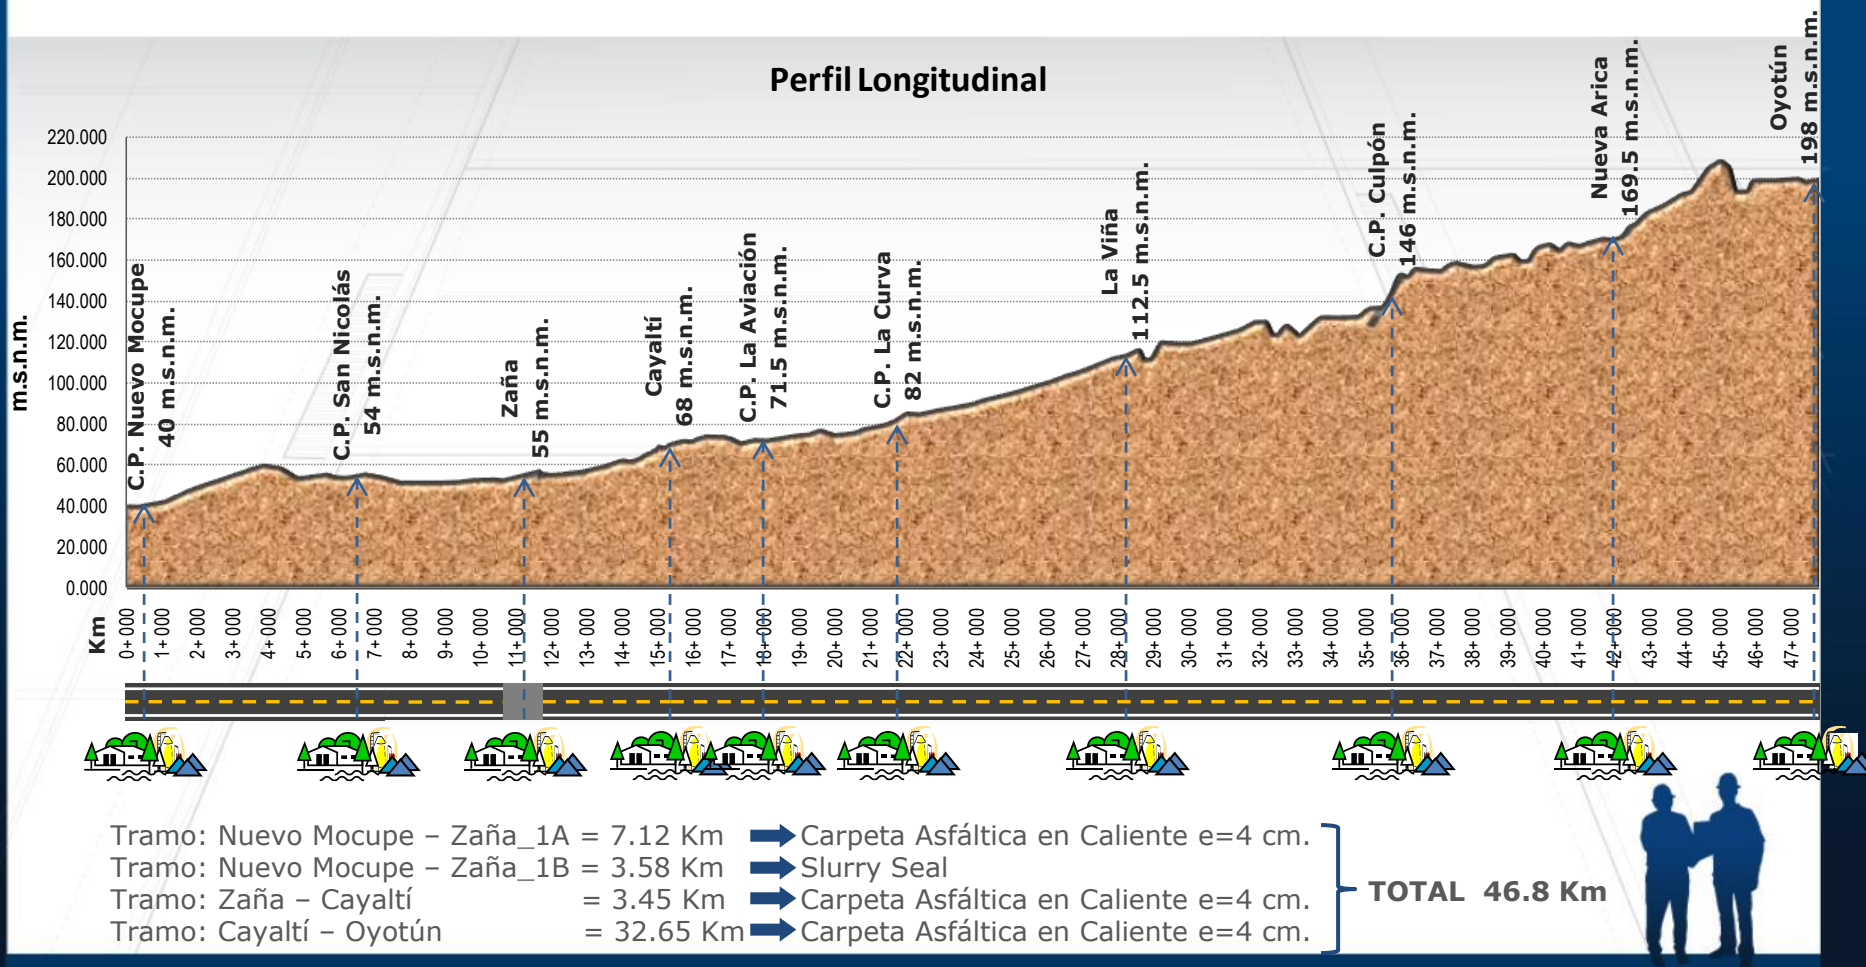 Perfil Longitudinal
m.s.n.m.
220.000
200.000
180.000
160.000
140.000
120.000
100.000
80.000
60.000
40.000
20.000
0.000
C.P. Nuevo Mocupe
40 m.s.n.m.
C.P. San Nicolás
54 m.s.n.m.
Zaña
55 m.s.n.m.
Cayaltí
68 m.s.n.m.
C.P. La Aviación
71.5 m.s.n.m.
C.P. La Curva
82 m.s.n.m.
La Viña
112.5 m.s.n.m.
C.P. Culpón
146 m.s.n.m.
Nueva Arica
169.5 m.s.n.m.
Oyotún
198 m.s.n.m.
Km
0+ 000
1+ 000
2+ 000
3+ 000
4+ 000
5+ 000
6+ 000
7+ 000
8+ 000
9+ 000
10+ 000
11+ 000
12+ 000
13+ 000
14+ 000
15+ 000
16+ 000
17+ 000
18+ 000
19+ 000
20+ 000
21+ 000
22+ 000
23+ 000
24+ 000
25+ 000
26+ 000
27+ 000
28+ 000
29+ 000
30+ 000
31+ 000
32+ 000
33+ 000
34+ 000
35+ 000
36+ 000
37+ 000
38+ 000
39+ 000
40+ 000
41+ 000
42+ 000
43+ 000
44+ 000
45+ 000
46+ 000
47+ 000
Tramo: Nuevo Mocupe – Zaña_1A = 7.12 Km Carpeta Asfáltica en Caliente e=4 cm.
Tramo: Nuevo Mocupe – Zaña_1B = 3.58 Km Slurry Seal
Tramo: Zaña – Cayaltí = 3.45 Km Carpeta Asfáltica en Caliente e=4 cm.
Tramo: Cayaltí – Oyotún = 32.65 Km Carpeta Asfáltica en Caliente e=4 cm.
TOTAL 46.8 Km